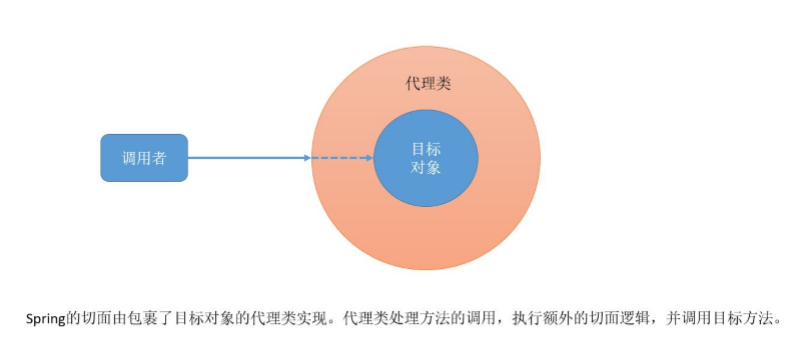 代理类
调用者
目标
对象
Spring的切面由包裹了目标对象的代理类实现。代理类处理方法的调用，执行额外的切面逻辑，并调用目标方法。